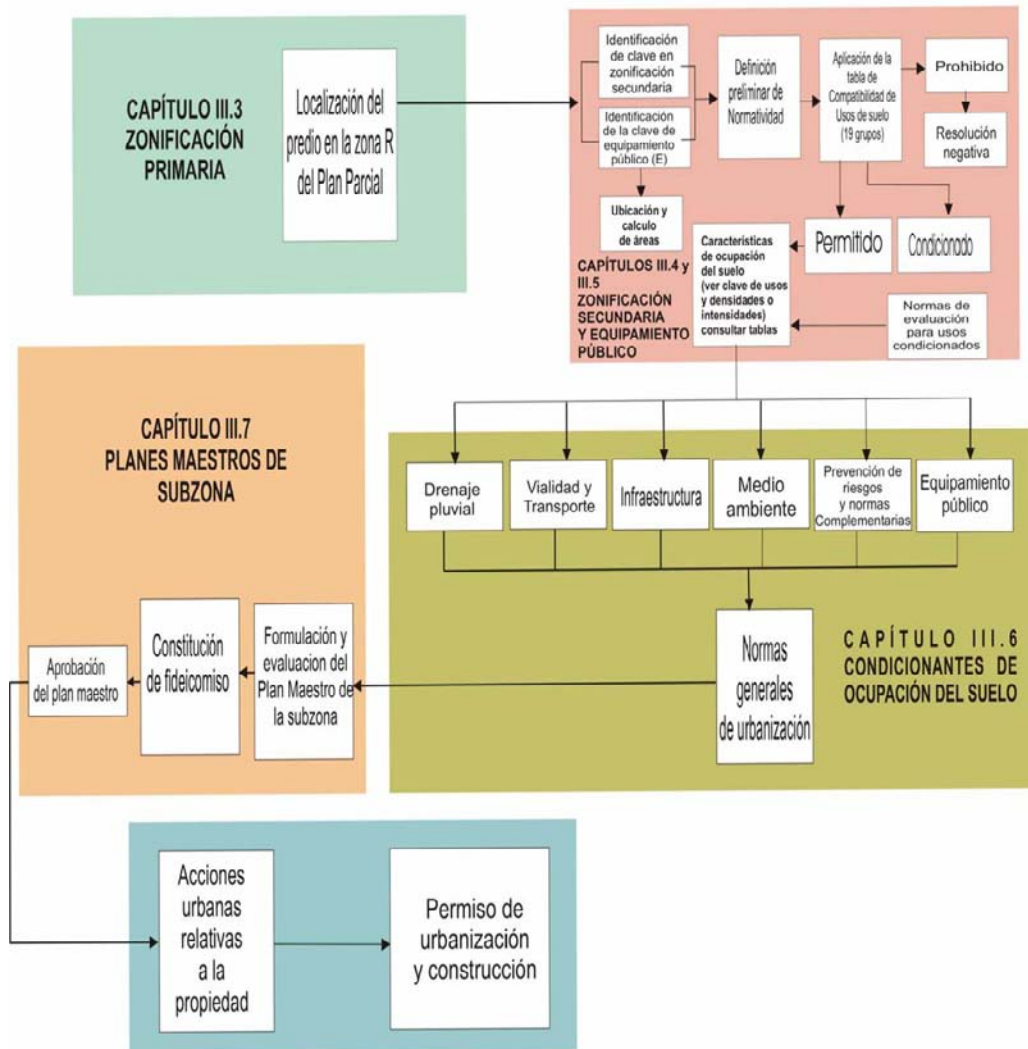 CAPÍTULO III.3
ZONIFICACIÓN
PRIMARIA
Localización del
predio en la zona R
del Plan Parcial
Identificación
de clave en
zonificación
secundaria
Identificación
de la clave de
equipamiento
público (E)
Ubicación y
calculo
de áreas
Definición
preliminar de
Normatividad
Aplicación de la
tabla de
Compatibilidad de
Usos de suelo
(19 grupos)
Prohibido
Resolución
negativa
Permitido
Condicionado
Características
de ocupación
del suelo
(ver clave de usos
y densidades o
intensidades)
consultar tablas
Normas de
evaluación
para usos
condicionados
CAPÍTULOS III.4 y
III.5
ZONIFICACIÓN
SECUNDARIA
Y EQUIPAMIENTO
PÚBLICO
Drenaje
pluvial
Vialidad y
Transporte
Infraestructura
Medio
ambiente
Prevención de
riesgos
y normas
Complementarias
Equipamiento
público
Normas
generales
de urbanización
CAPÍTULO III.6
CONDICIONANTES DE
OCUPACIÓN DEL SUELO
CAPÍTULO III.7
PLANES MAESTROS DE
SUBZONA
Formulación y
evaluacion del
Plan Maestro de
la subzona
Constitución
de fideicomiso
Aprobación
del plan maestro
Acciones
urbanas
relativas
a la
propiedad
Permiso de
urbanización
y construcción